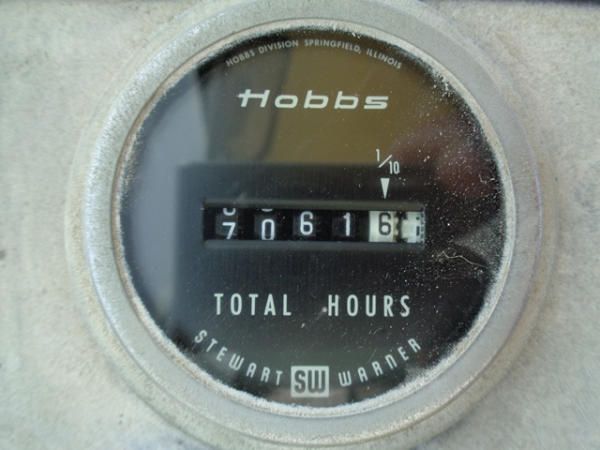 HOBBS DIVISION SPRINGFIELD, ILLINOIS
Hobbs
1/10
70616
TOTAL HOURS
STEWART SW WARNER